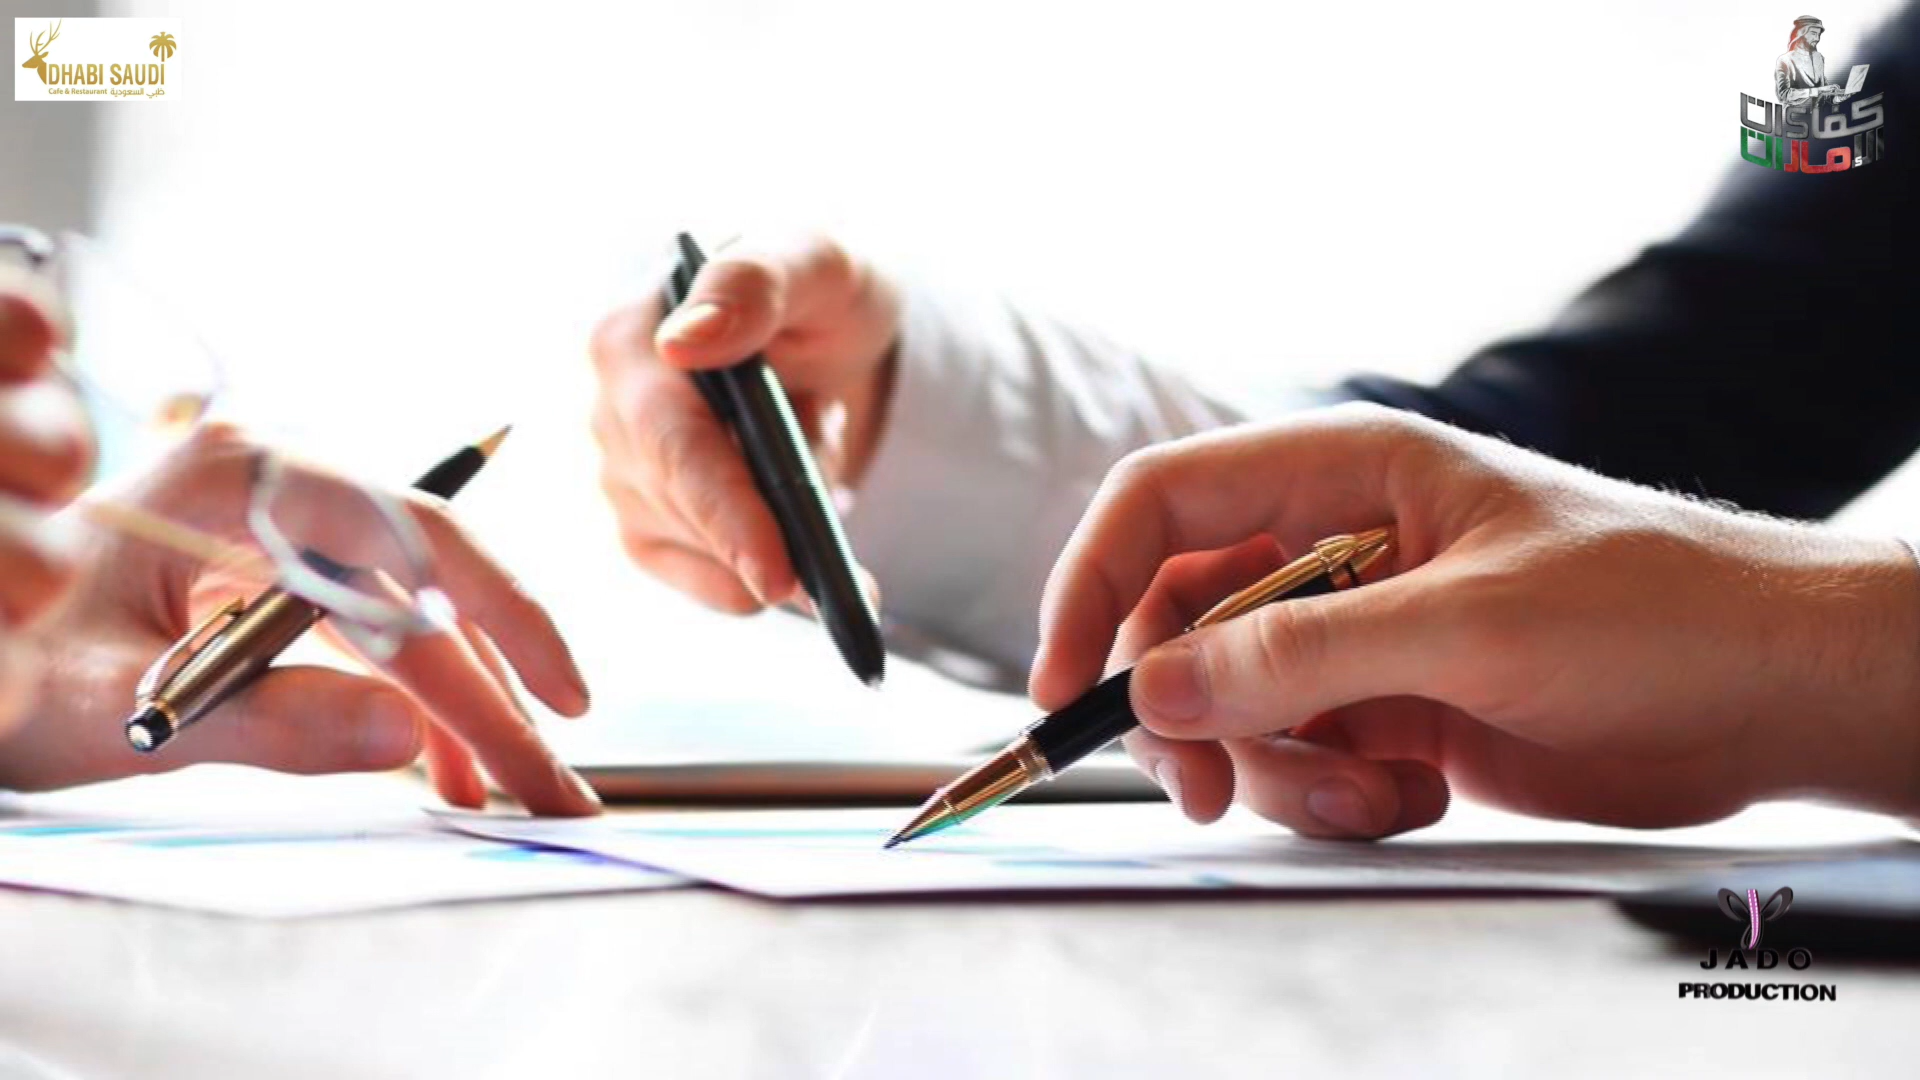 DHABI SAUDI
Cafe & Restaurant ظبي السعودية
كفاءات
الإمارات
JADO
PRODUCTION